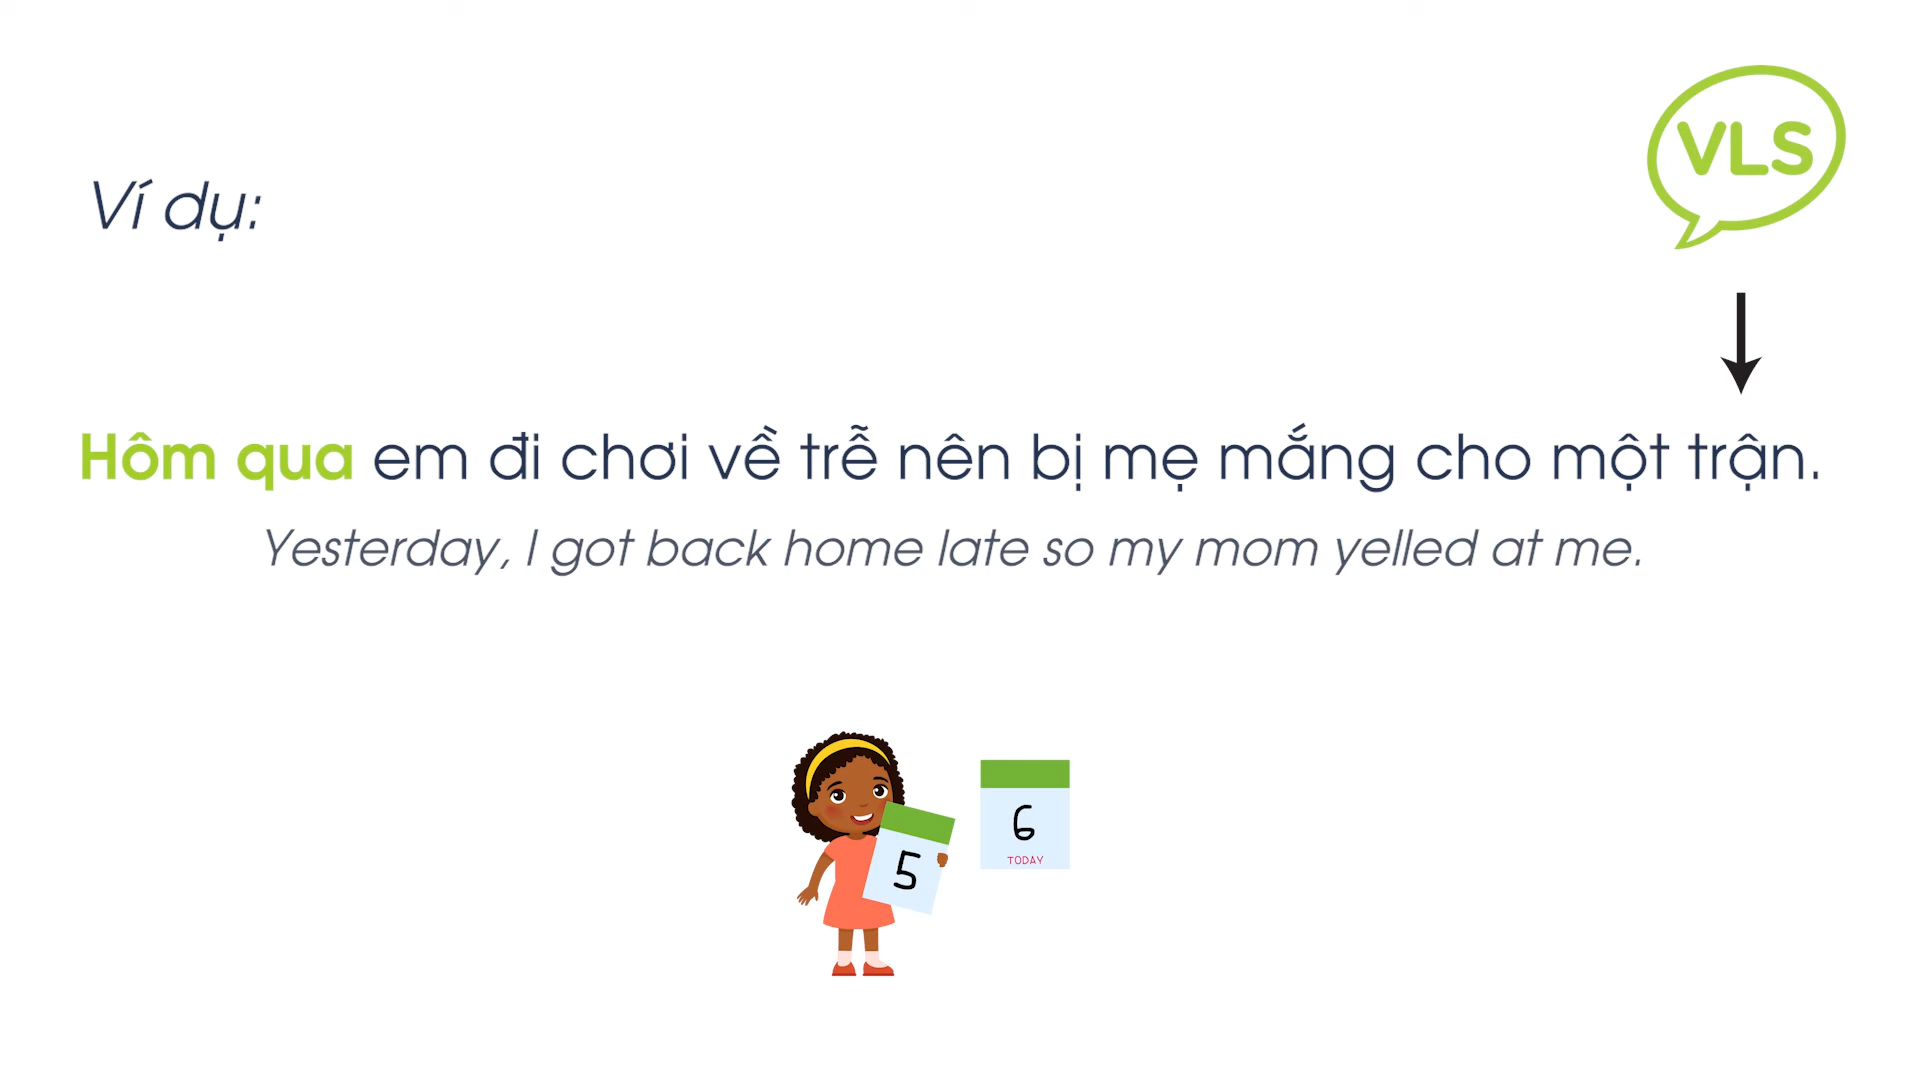 VLS
Ví dụ:
Hôm qua em đi chơi về trễ nên bị mẹ mắng cho một trận.
Yesterday, I got back home late so my mom yelled at me.
5
6
TODAY